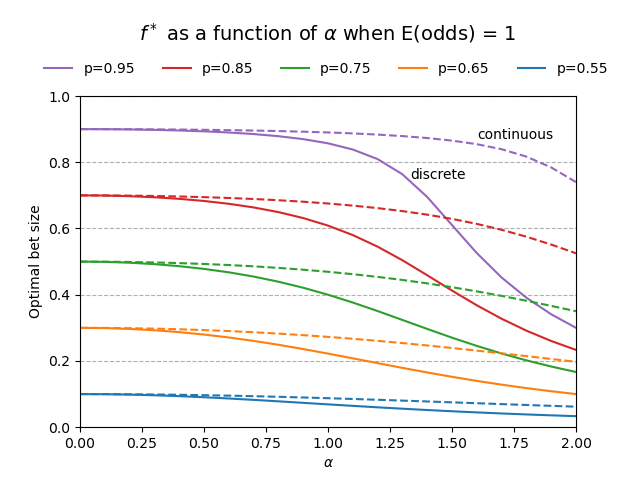 f* as a function of α when E(odds) = 1
p=0.95 p=0.85 p=0.75 p=0.65 p=0.55
1.0
continuous
0.8
discrete
0.6
Optimal bet size
0.4
0.2
0.0
0.00 0.25 0.50 0.75 1.00 1.25 1.50 1.75 2.00
α